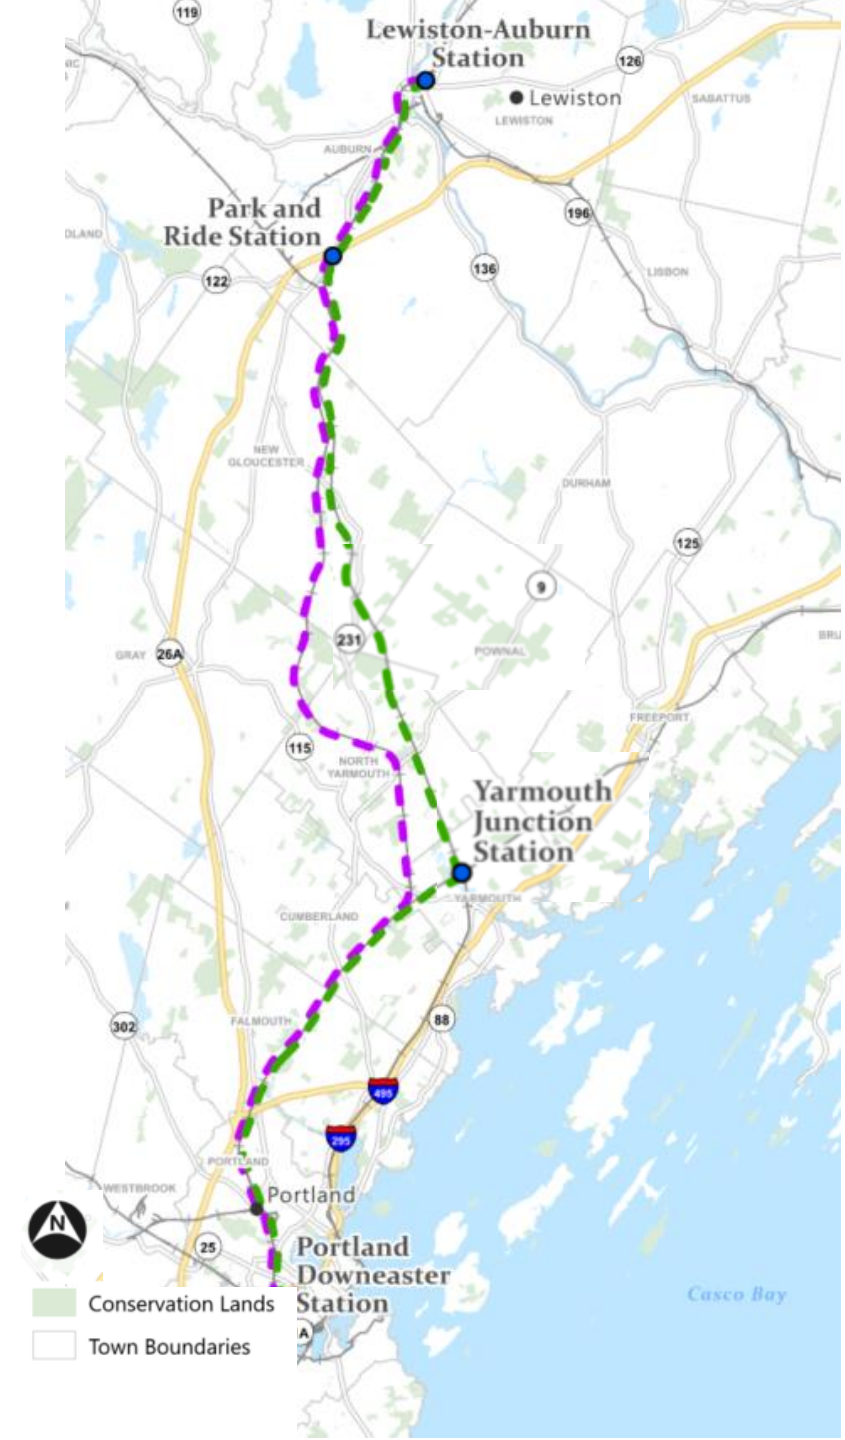 119
Lewiston-Auburn
Station
126
Lewiston
SABATTUS
LEWISTON
AUBURN
Park and
Ride Station
196
136
122
LISBON
NEW
GLOUCESTER
DURHAM
125
9
231
GRAY
26A
POWNAL
FREEPORT
115
NORTH
YARMOUTH
Yarmouth
Junction
Station
YARMOUTH
CUMBERLAND
302
FALMOUTH
88
495
295
PORTLAND
WESTBROOK
Portland
N
25
Portland
Downeaster
Station
Casco Bay
Conservation Lands
A
Town Boundaries